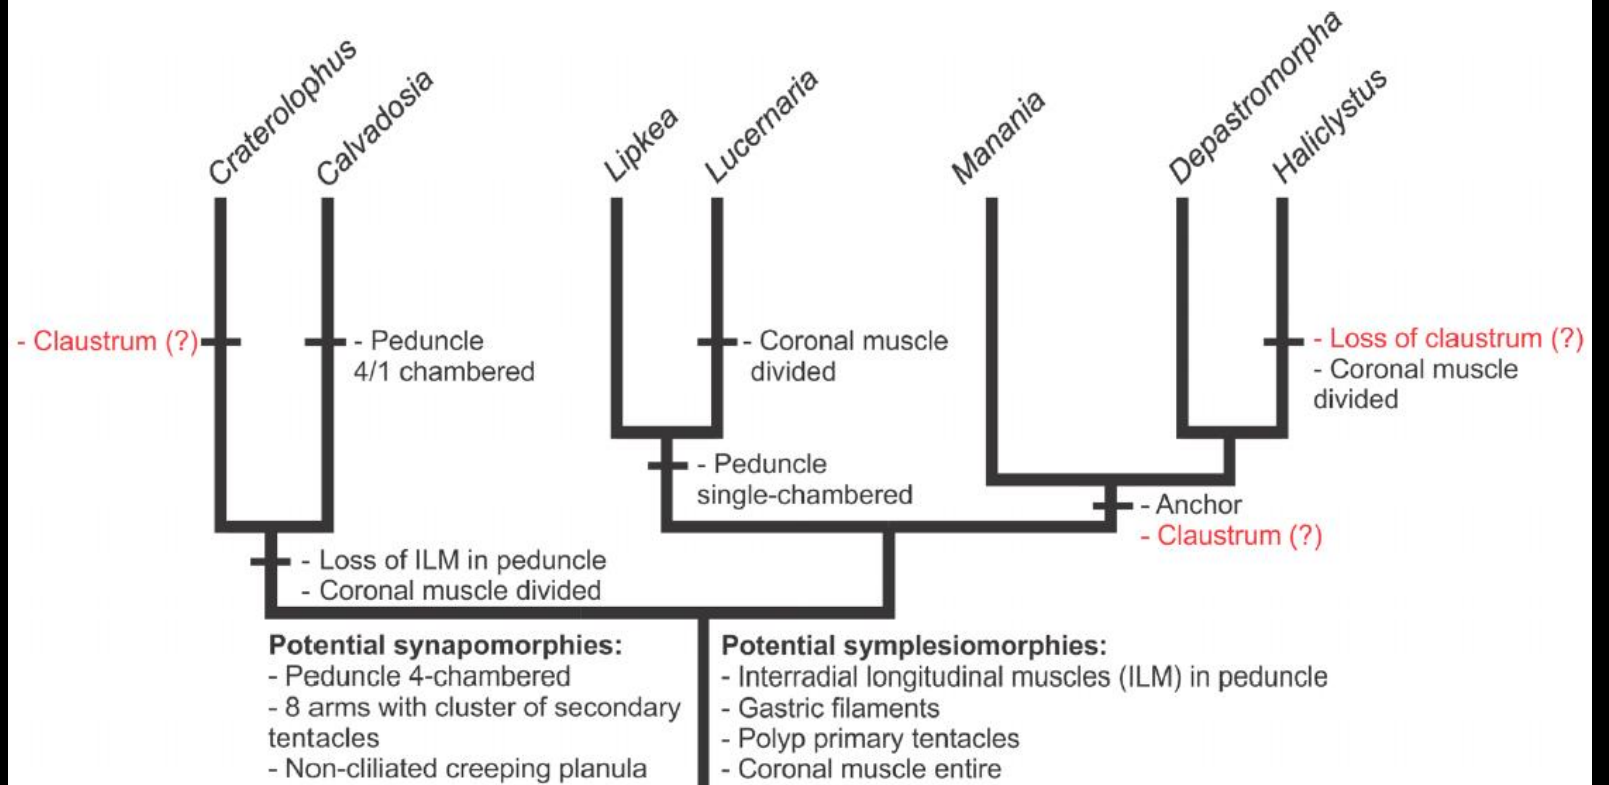 Craterolophus
Calvadosia
Lipkea
Lucernaria
Manania
Depastromorpha
Haliclystus
- Claustrum (?)
- Peduncle
4/1 chambered
- Coronal muscle
divided
- Loss of claustrum (?)
- Coronal muscle
divided
- Peduncle
single-chambered
- Anchor
- Claustrum (?)
- Loss of ILM in peduncle
- Coronal muscle divided
Potential synapomorphies:
- Peduncle 4-chambered
- 8 arms with cluster of secondary
tentacles
- Non-cliliated creeping planula
Potential symplesiomorphies:
- Interradial longitudinal muscles (ILM) in peduncle
- Gastric filaments
- Polyp primary tentacles
- Coronal muscle entire